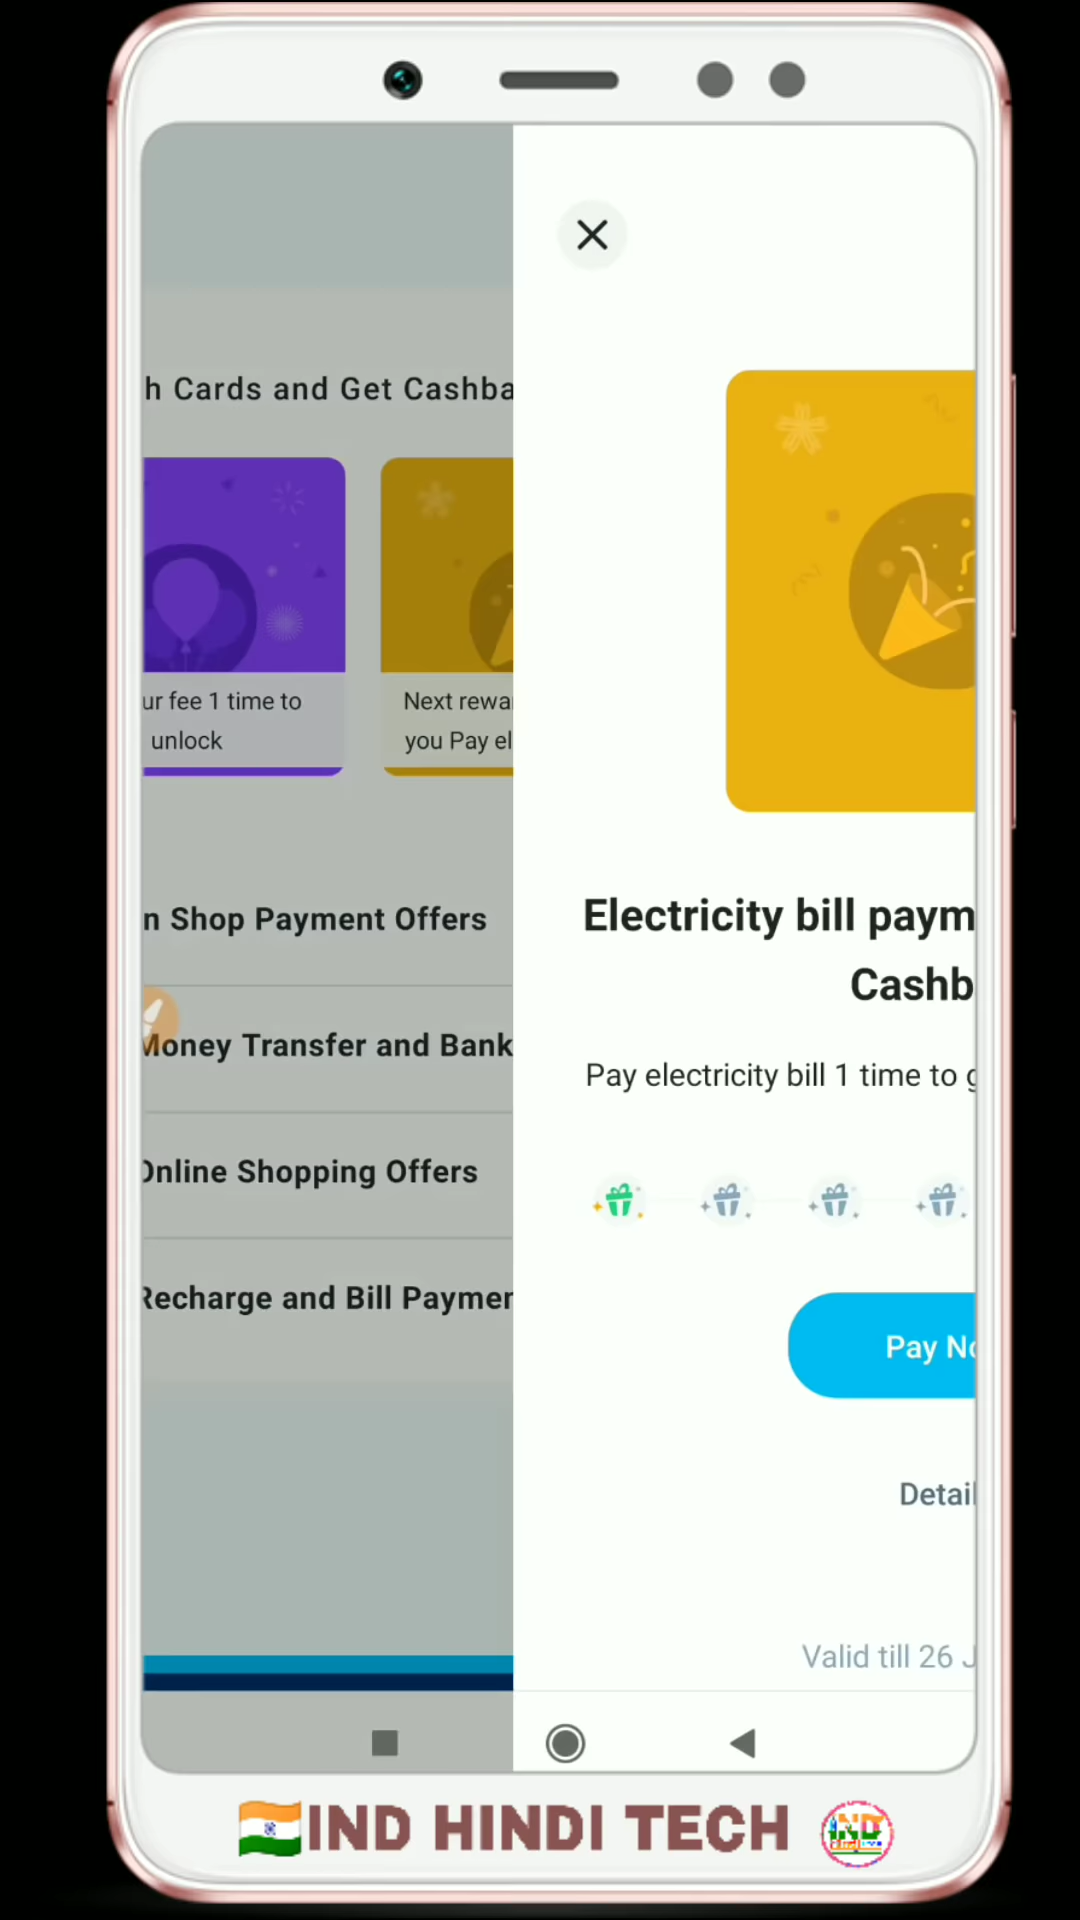 h Cards and Get Cashba
ur fee 1 time to
unlock
Next rewa
you Pay el
n Shop Payment Offers
Money Transfer and Bank
Online Shopping Offers
Recharge and Bill Paymen
Electricity bill paym
Cashb
Pay electricity bill 1 time to g
Pay No
Detail
Valid till 26 J
IND HINDI TECH
IND